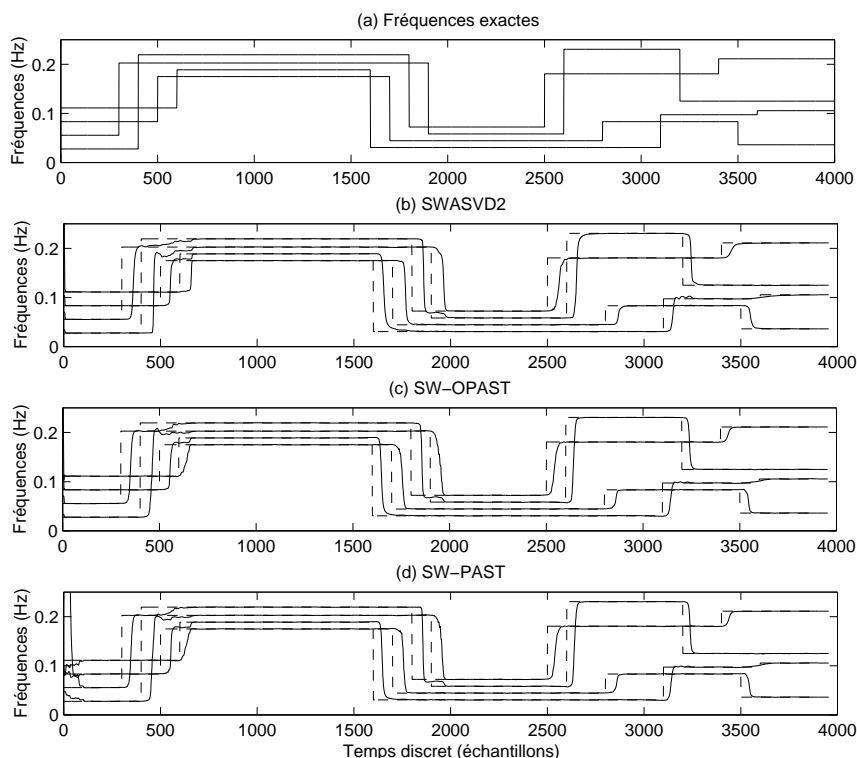 (a) Fréquences exactes
Fréquences (Hz)
0.2
0.1
0
0 500 1000 1500 2000 2500 3000 3500 4000
(b) SWASVD2
Fréquences (Hz)
0.2
0.1
0
0 500 1000 1500 2000 2500 3000 3500 4000
(c) SW−OPAST
Fréquences (Hz)
0.2
0.1
0
0 500 1000 1500 2000 2500 3000 3500 4000
(d) SW−PAST
Fréquences (Hz)
0.2
0.1
0
0 500 1000 1500 2000 2500 3000 3500 4000
Temps discret (échantillons)